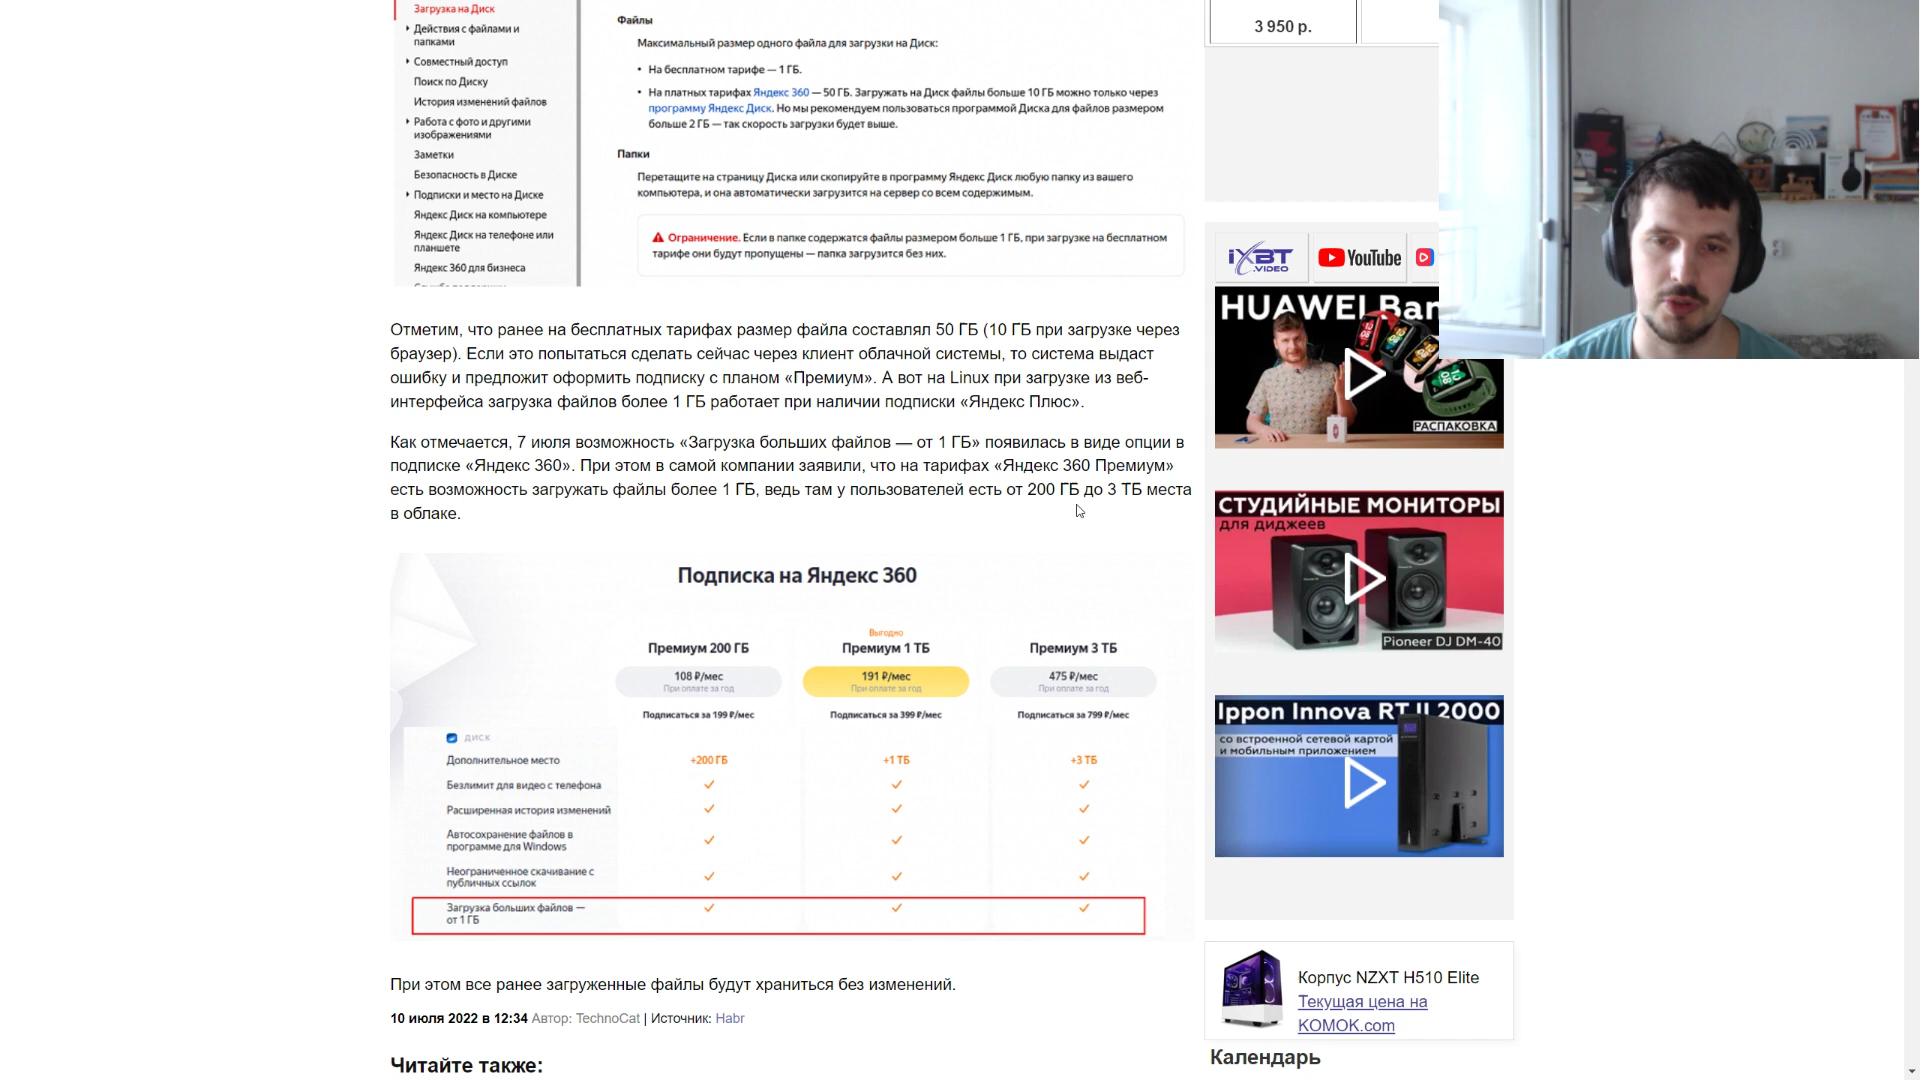 Загрузка на Диск
Действия с файлами и
папками
Совместный доступ
Поиск по Диску
История изменений файлов
Работа с фото и другими
изображениями
Заметки
Безопасность в Диске
Подписки и место на Диске
Яндекс Диск на компьютере
Яндекс Диск на телефоне или
планшете
Яндекс 360 для бизнеса
Файлы
Максимальный размер одного файла для загрузки на Диск:
• На бесплатном тарифе — 1 ГБ.
• На платных тарифах Яндекс 360 — 50 ГБ. Загружать на Диск файлы больше 10 ГБ можно только через
программу Яндекс Диск. Но мы рекомендуем пользоваться программой Диска для файлов размером
больше 2 ГБ — так скорость загрузки будет выше.
Папки
Перетащите на страницу Диска или скопируйте в программу Яндекс Диск любую папку из вашего
компьютера, и она автоматически загрузится на сервер со всем содержимым.
Ограничение. Если в папке содержатся файлы размером больше 1 ГБ, при загрузке на бесплатном
тарифе они будут пропущены — папка загрузится без них.
Отметим, что ранее на бесплатных тарифах размер файла составлял 50 ГБ (10 ГБ при загрузке через
браузер). Если это попытаться сделать сейчас через клиент облачной системы, то система выдаст
ошибку и предложит оформить подписку с планом «Премиум». А вот на Linux при загрузке из веб-
интерфейса загрузка файлов более 1 ГБ работает при наличии подписки «Яндекс Плюс».
Как отмечается, 7 июля возможность «Загрузка больших файлов — от 1 ГБ» появилась в виде опции в
подписке «Яндекс 360». При этом в самой компании заявили, что на тарифах «Яндекс 360 Премиум»
есть возможность загружать файлы более 1 ГБ, ведь там у пользователей есть от 200 ГБ до 3 ТБ места
в облаке.
Подписка на Яндекс 360
Выгодно
Премиум 200 ГБ Премиум 1 ТБ Премиум 3 ТБ
108 ₽/мес 191 ₽/мес 475 ₽/мес
При оплате за год При оплате за год При оплате за год
Подписаться за 199 ₽/мес Подписаться за 399 ₽/мес Подписаться за 799 ₽/мес
ДИСК
Дополнительное место +200 ГБ +1 ТБ +3 ТБ
Безлимит для видео с телефона
Расширенная история изменений
Автосохранение файлов в
программе для Windows
Неограниченное скачивание с
публичных ссылок
Загрузка больших файлов —
от 1 ГБ
При этом все ранее загруженные файлы будут храниться без изменений.
10 июля 2022 в 12:34 Автор: TechnoCat | Источник: Habr
Читайте также:
3 950 р.
iXBT
.VIDEO
YouTube
HUAWEI Ban
РАСПАКОВКА
СТУДИЙНЫЕ МОНИТОРЫ
для диджеев
Pioneer DJ DM-40
Ippon Innova RT II 2000
со встроенной сетевой картой
и мобильным приложением
Корпус NZXT H510 Elite
Текущая цена на
KOMOK.com
Календарь